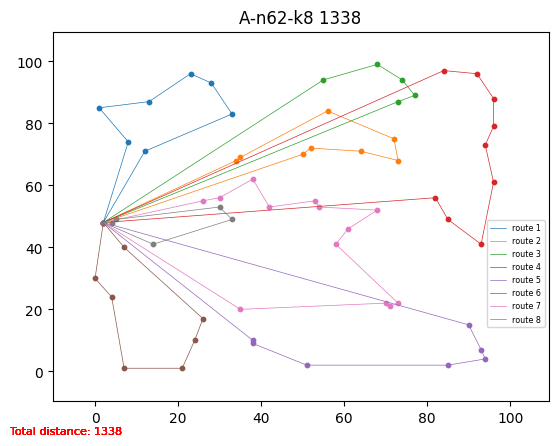 A-n62-k8 1338
100
80
60
40
20
0
0 20 40 60 80 100
route 1
route 2
route 3
route 4
route 5
route 6
route 7
route 8
Total distance: 1338